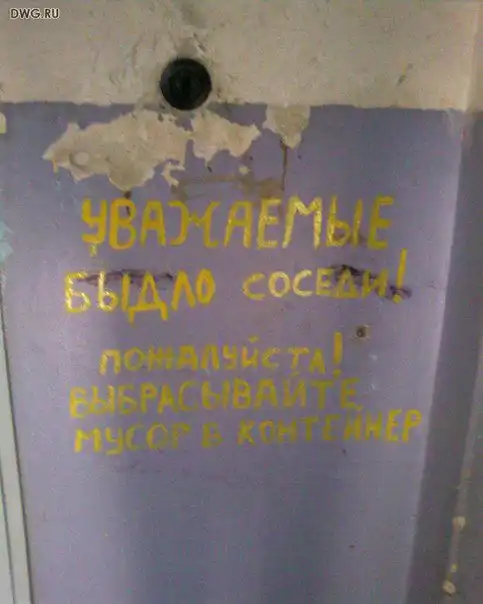 DWG.RU
УВАЖАЕМЫЕ
БЫДЛО СОСЕДИ!
ПОЖАЛУЙСТА!
ВЫБРАСЫВАЙТЕ
МУСОР В КОНТЕЙНЕР